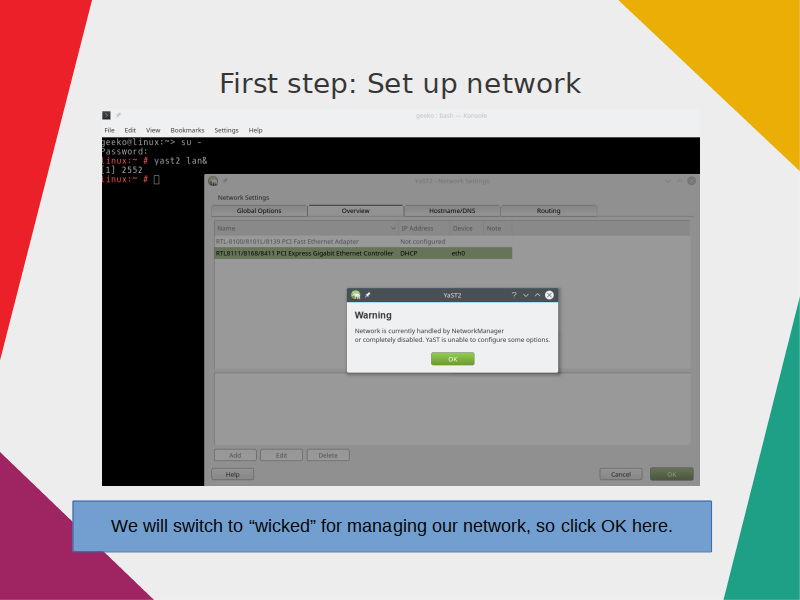 First step: Set up network
geeko : bash — Konsole
File Edit View Bookmarks Settings Help
geeko@linux:~> su -
Password:
linux:~ # yast2 lan&
[1] 2552
linux:~ #
YaST2 - Network Settings
Network Settings
Global Options Overview Hostname/DNS Routing
Name IP Address Device Note
RTL-8100/8101L/8139 PCI Fast Ethernet Adapter Not configured
RTL8111/8168/8411 PCI Express Gigabit Ethernet Controller DHCP eth0
YaST2
Warning
Network is currently handled by NetworkManager
or completely disabled. YaST is unable to configure some options.
OK
Add Edit Delete
Help Cancel OK
We will switch to “wicked” for managing our network, so click OK here.